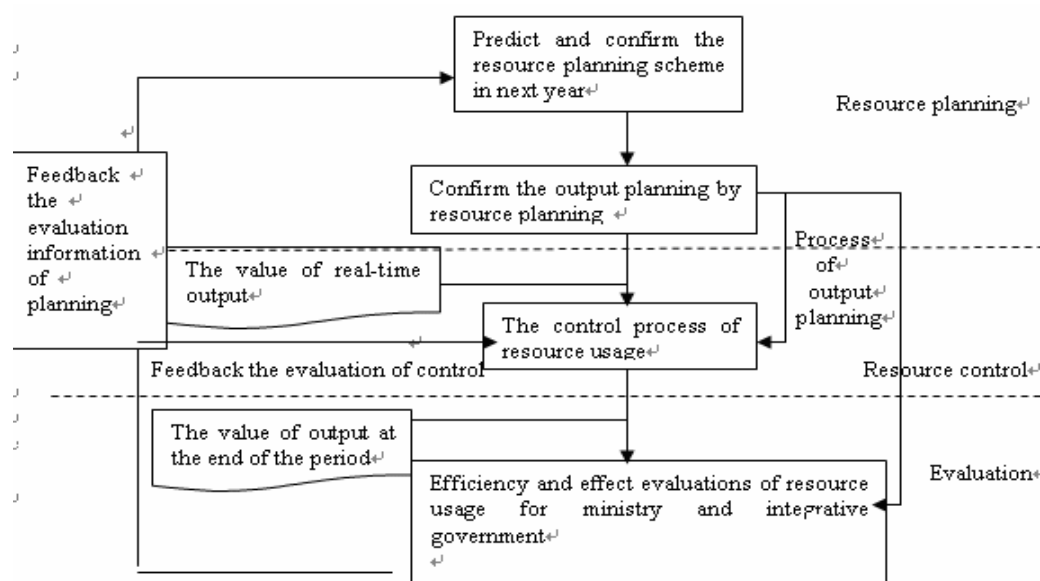 Predict and confirm the
resource planning scheme
in next year
Resource planning
Feedback
the
evaluation
information
of
planning
Confirm the output planning by
resource planning
Process
of
output
planning
The value of real-time
output
The control process of
resource usage
Feedback the evaluation of control
Resource control
The value of output at
the end of the period
Evaluation
Efficiency and effect evaluations of resource
usage for ministry and integrative
government